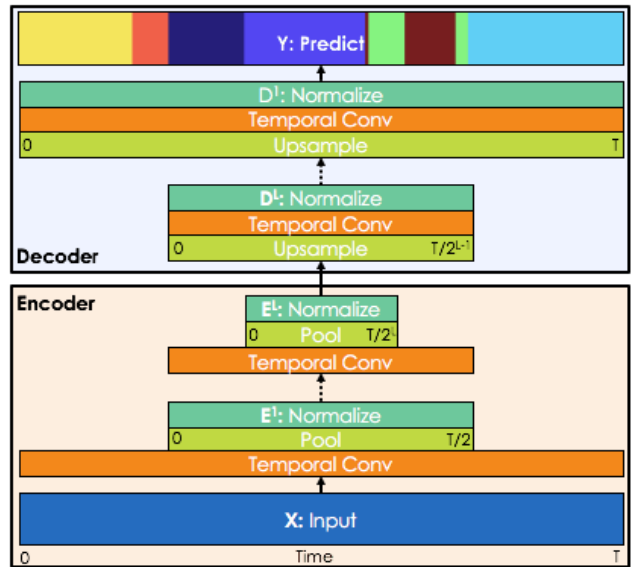 Y: Predict
D¹: Normalize
Temporal Conv
0 Upsample T
Dᴸ: Normalize
Temporal Conv
0 Upsample T/2ᴸ⁻¹
Decoder
Encoder
Eᴸ: Normalize
0 Pool T/2ᴸ
Temporal Conv
E¹: Normalize
0 Pool T/2
Temporal Conv
X: Input
0 Time T